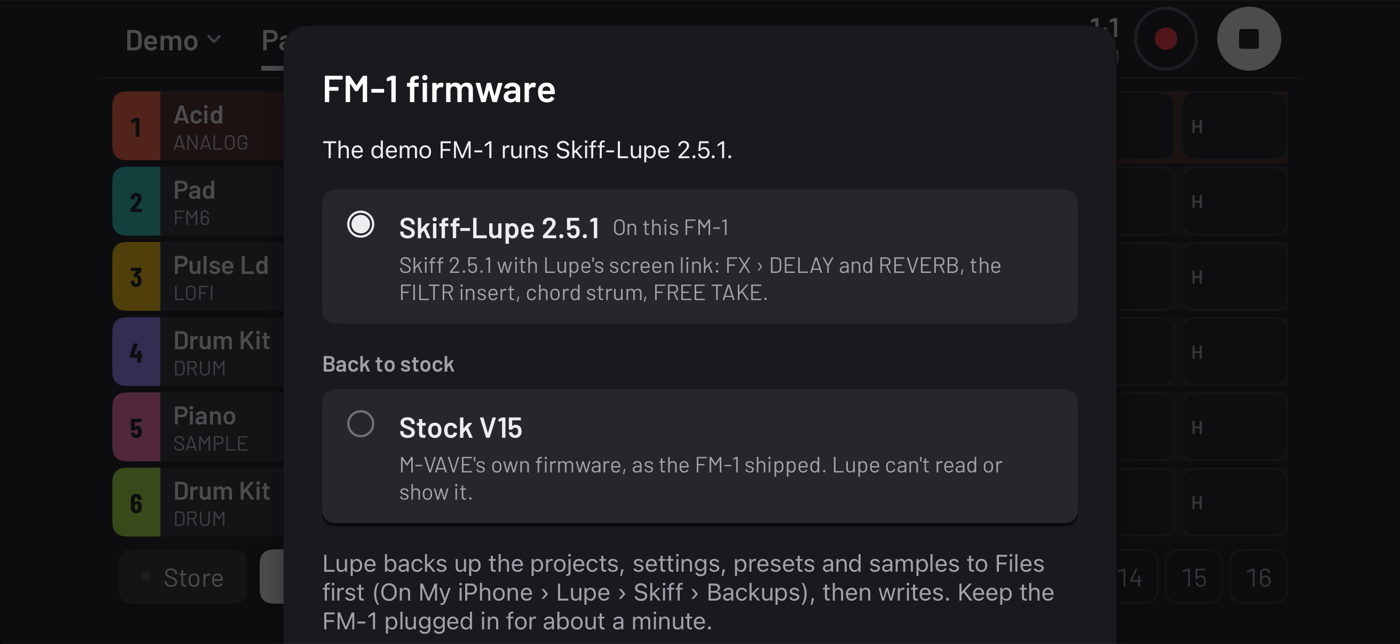 Demo
Pa
1.1
FM-1 firmware
The demo FM-1 runs Skiff-Lupe 2.5.1.
Skiff-Lupe 2.5.1 On this FM-1
Skiff 2.5.1 with Lupe's screen link: FX › DELAY and REVERB, the
FILTR insert, chord strum, FREE TAKE.
Back to stock
Stock V15
M-VAVE's own firmware, as the FM-1 shipped. Lupe can't read or
show it.
Lupe backs up the projects, settings, presets and samples to Files
first (On My iPhone › Lupe › Skiff › Backups), then writes. Keep the
FM-1 plugged in for about a minute.
1 Acid
ANALOG
H
2 Pad
FM6
H
3 Pulse Ld
LOFI
H
4 Drum Kit
DRUM
H
5 Piano
SAMPLE
H
6 Drum Kit
DRUM
H
Store
14 15 16